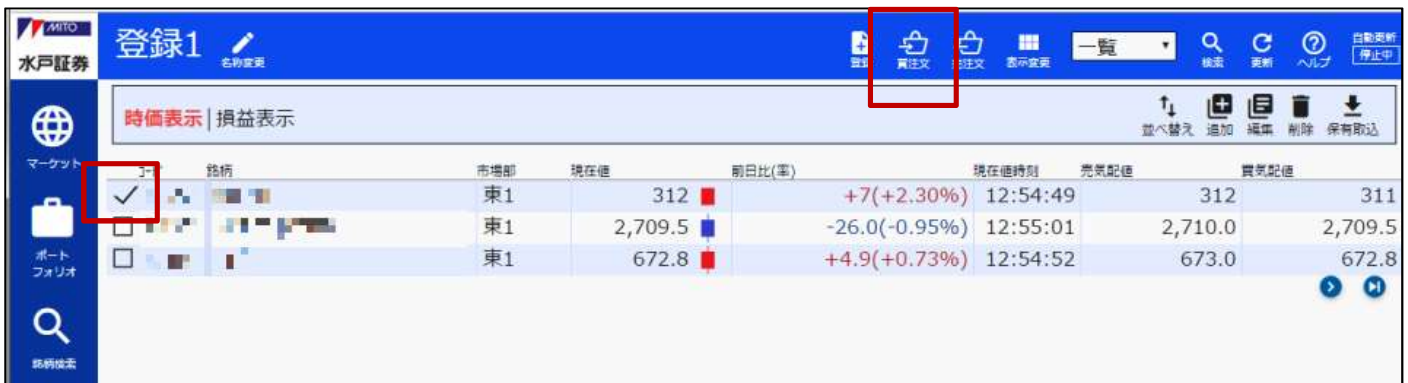 MITO
水戸証券
登録1
名称変更
登録
買注文
売注文
表示変更
一覧
検索
更新
ヘルプ
自動更新
停止中
マーケット
ポート
フォリオ
銘柄検索
時価表示|損益表示
並べ替え 追加 編集 削除 保有取込
コード 銘柄 市場部 現在値 前日比(率) 現在値時刻 売気配値 買気配値
東1 312 +7(+2.30%) 12:54:49 312 311
東1 2,709.5 -26.0(-0.95%) 12:55:01 2,710.0 2,709.5
東1 672.8 +4.9(+0.73%) 12:54:52 673.0 672.8